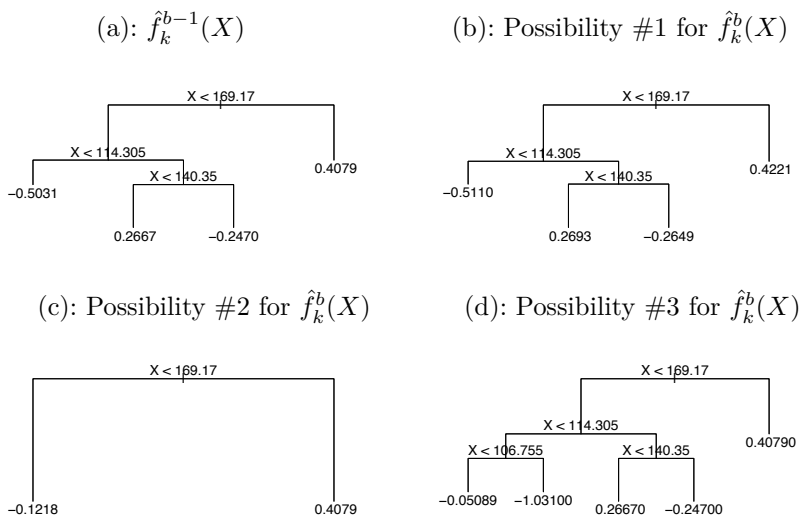 (a): f̂_k^{b−1}(X)
(b): Possibility #1 for f̂_k^b(X)
X < 169.17
X < 114.305
X < 140.35
−0.5031
0.2667
−0.2470
0.4079
X < 169.17
X < 114.305
X < 140.35
−0.5110
0.2693
−0.2649
0.4221
(c): Possibility #2 for f̂_k^b(X)
(d): Possibility #3 for f̂_k^b(X)
X < 169.17
−0.1218
0.4079
X < 169.17
X < 114.305
X < 106.755
X < 140.35
0.40790
−0.05089
−1.03100
0.26670
−0.24700